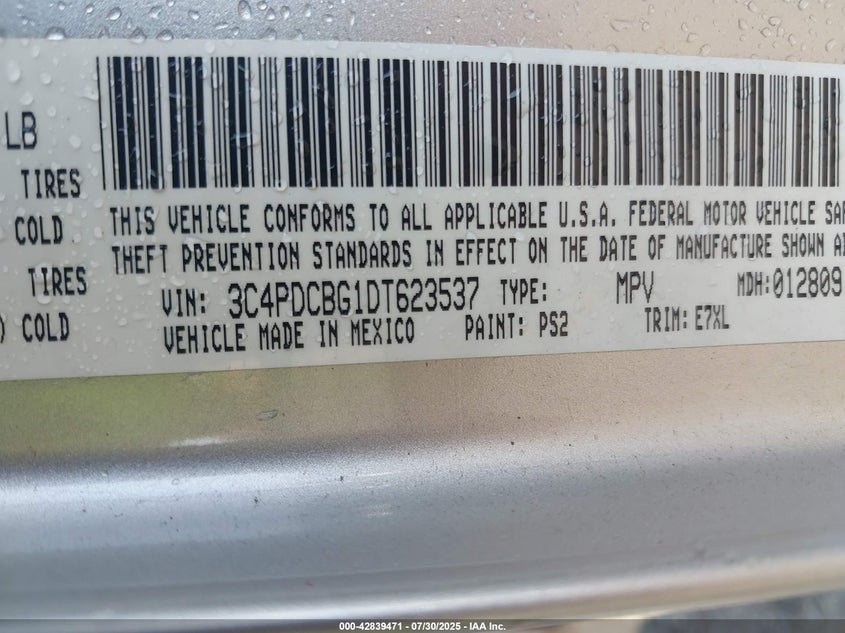 LB
TIRES
COLD
THIS VEHICLE CONFORMS TO ALL APPLICABLE U.S.A. FEDERAL MOTOR VEHICLE SAF
THEFT PREVENTION STANDARDS IN EFFECT ON THE DATE OF MANUFACTURE SHOWN A
TIRES
VIN: 3C4PDCBG1DT623537 TYPE: MPV MDH:012809
) COLD
VEHICLE MADE IN MEXICO PAINT: PS2 TRIM: E7XL
000-42839471 | 07/30/2025 - IAA Inc.